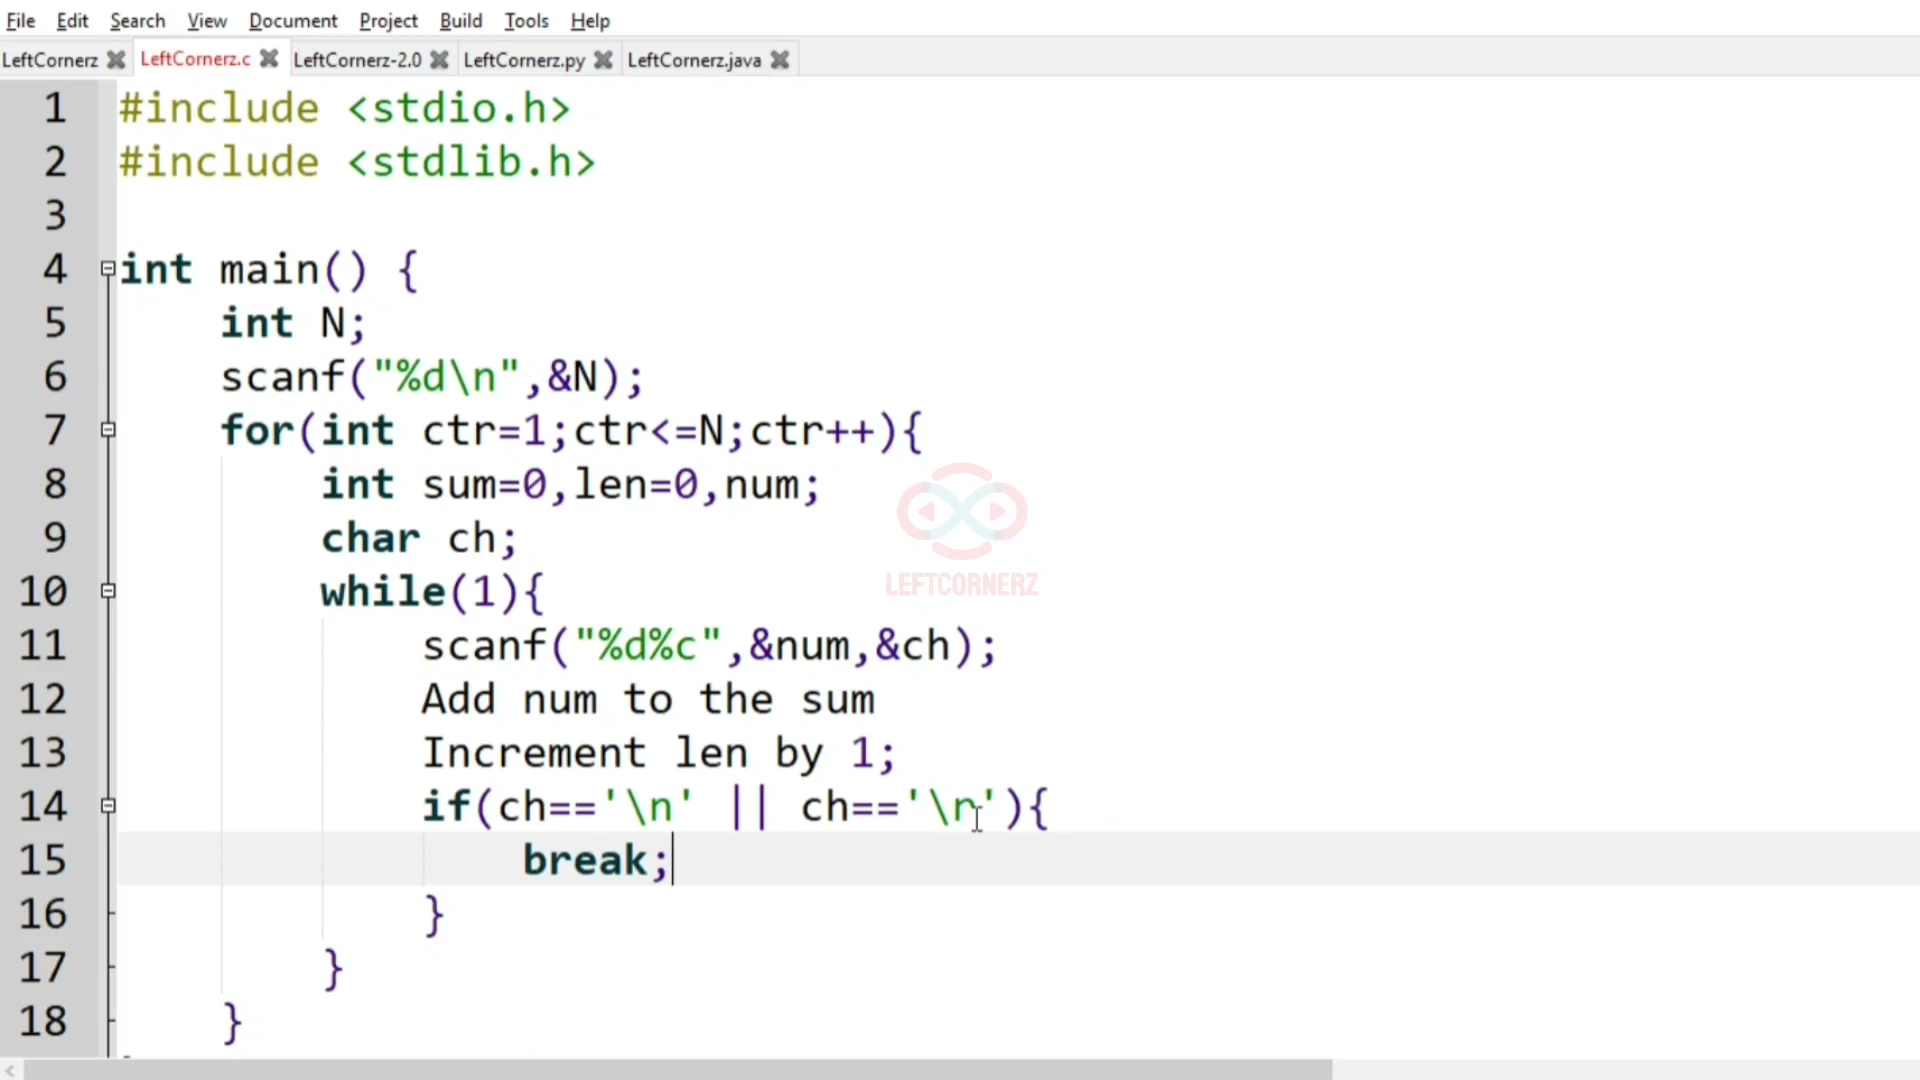 File Edit Search View Document Project Build Tools Help
LeftCornerz LeftCornerz.c LeftCornerz-2.0 LeftCornerz.py LeftCornerz.java
1 #include <stdio.h>
2 #include <stdlib.h>
3
4 int main() {
5 int N;
6 scanf("%d\n",&N);
7 for(int ctr=1;ctr<=N;ctr++){
8 int sum=0,len=0,num;
9 char ch;
10 while(1){
11 scanf("%d%c",&num,&ch);
12 Add num to the sum
13 Increment len by 1;
14 if(ch=='\n' || ch=='\r'){
15 break;
16 }
17 }
18 }
LEFTCORNERZ